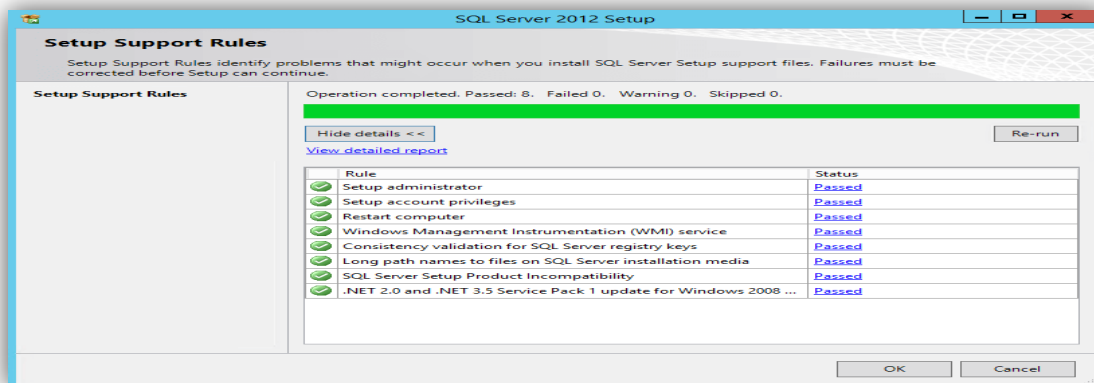 SQL Server 2012 Setup
Setup Support Rules
Setup Support Rules identify problems that might occur when you install SQL Server Setup support files. Failures must be
corrected before Setup can continue.
Setup Support Rules
Operation completed. Passed: 8.   Failed 0.   Warning 0.   Skipped 0.
Hide details <<
Re-run
View detailed report
Rule Status
Setup administrator Passed
Setup account privileges Passed
Restart computer Passed
Windows Management Instrumentation (WMI) service Passed
Consistency validation for SQL Server registry keys Passed
Long path names to files on SQL Server installation media Passed
SQL Server Setup Product Incompatibility Passed
.NET 2.0 and .NET 3.5 Service Pack 1 update for Windows 2008 ... Passed
OK
Cancel